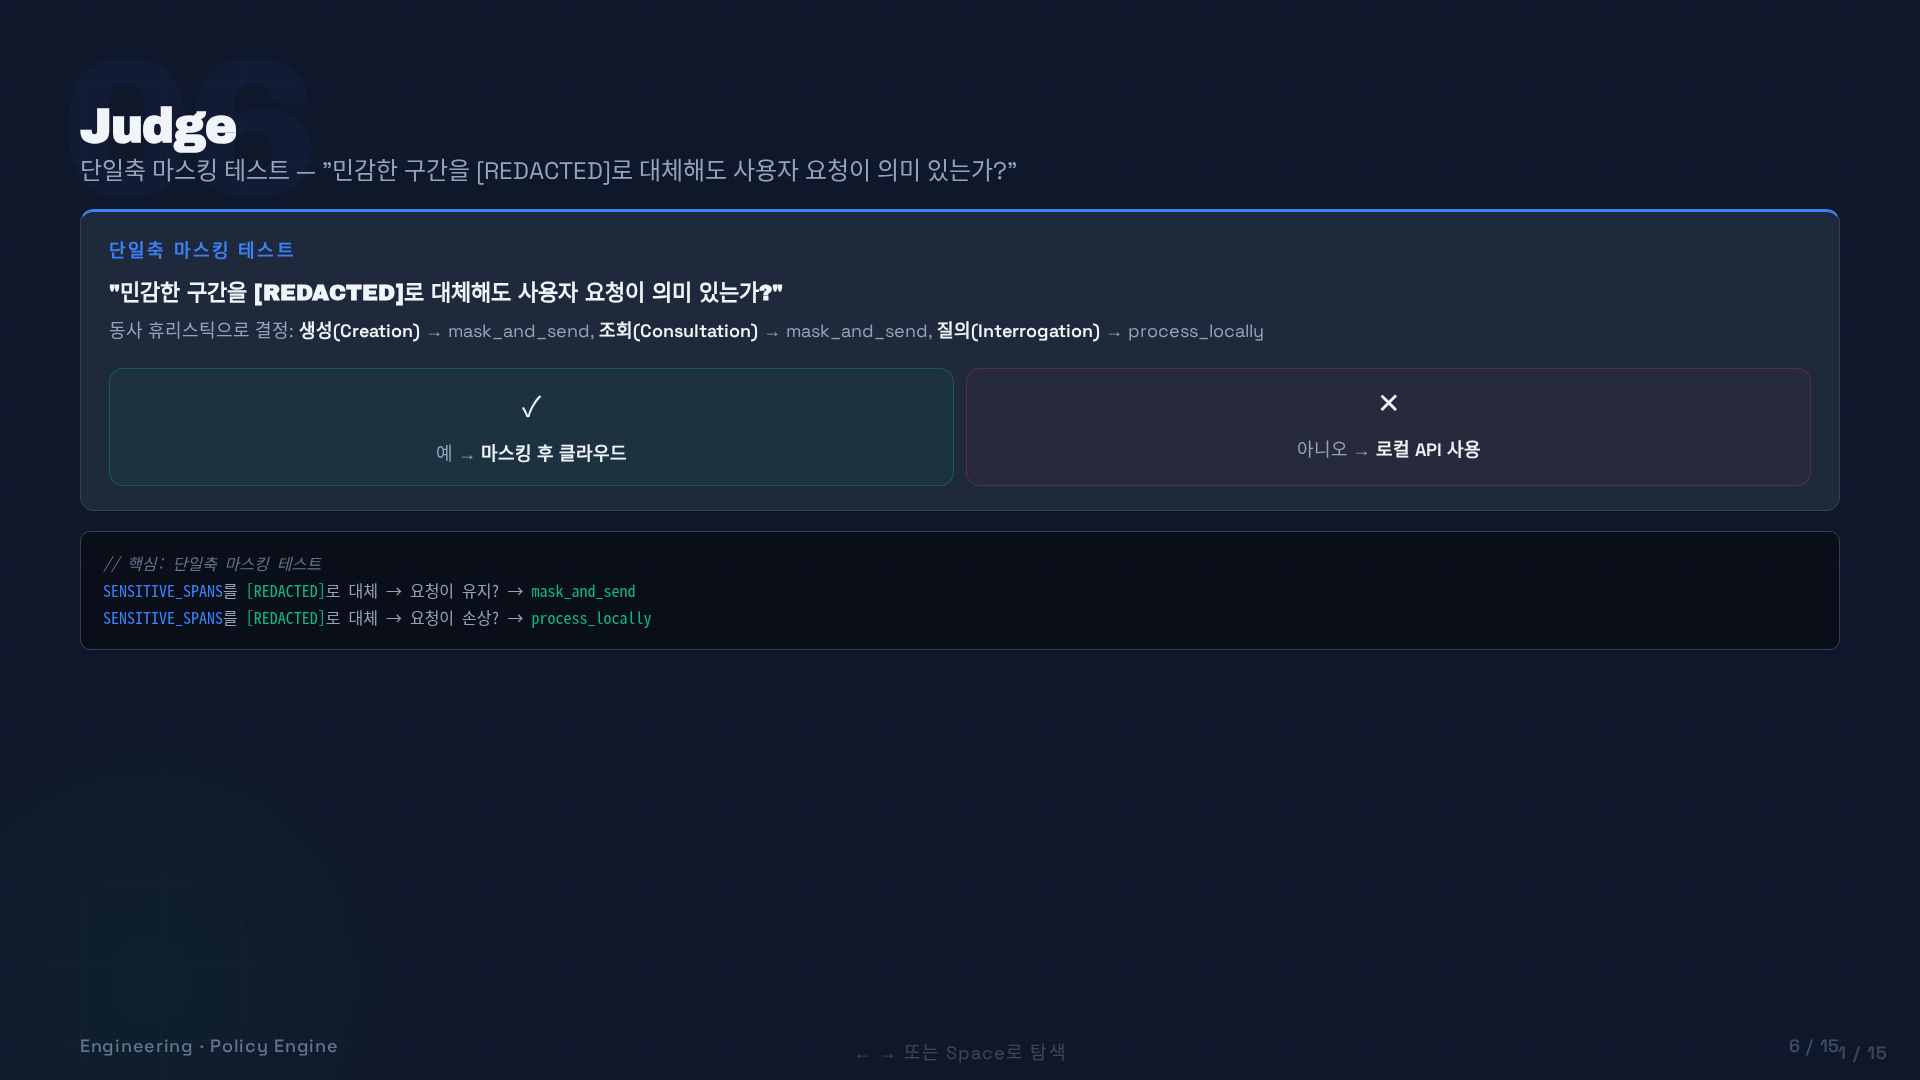 06
Judge
단일축 마스킹 테스트 — ”민감한 구간을 [REDACTED]로 대체해도 사용자 요청이 의미 있는가?”
단일축 마스킹 테스트
"민감한 구간을 [REDACTED]로 대체해도 사용자 요청이 의미 있는가?"
동사 휴리스틱으로 결정: 생성(Creation) → mask_and_send, 조회(Consultation) → mask_and_send, 질의(Interrogation) → process_locally
✓
예 → 마스킹 후 클라우드
✕
아니오 → 로컬 API 사용
// 핵심: 단일축 마스킹 테스트
SENSITIVE_SPANS를 [REDACTED]로 대체 → 요청이 유지? → mask_and_send
SENSITIVE_SPANS를 [REDACTED]로 대체 → 요청이 손상? → process_locally
Engineering · Policy Engine
← → 또는 Space로 탐색
6 / 15
1 / 15